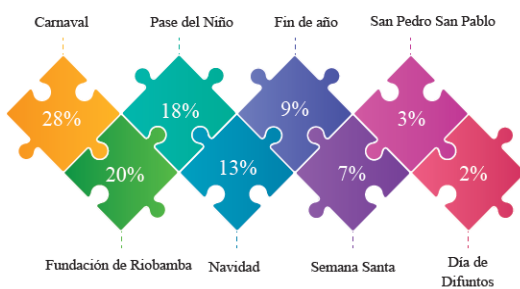 Carnaval
Pase del Niño
Fin de año
San Pedro San Pablo
28%
18%
9%
3%
20%
13%
7%
2%
Fundación de Riobamba
Navidad
Semana Santa
Día de
Difuntos